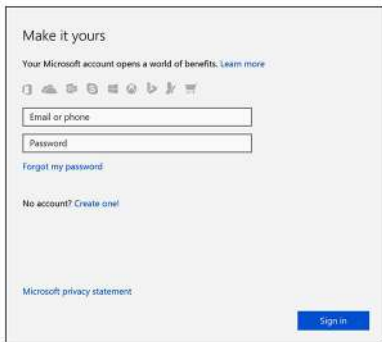 Make it yours
Your Microsoft account opens a world of benefits. Learn more
Email or phone
Password
Forgot my password
No account? Create one!
Microsoft privacy statement
Sign in